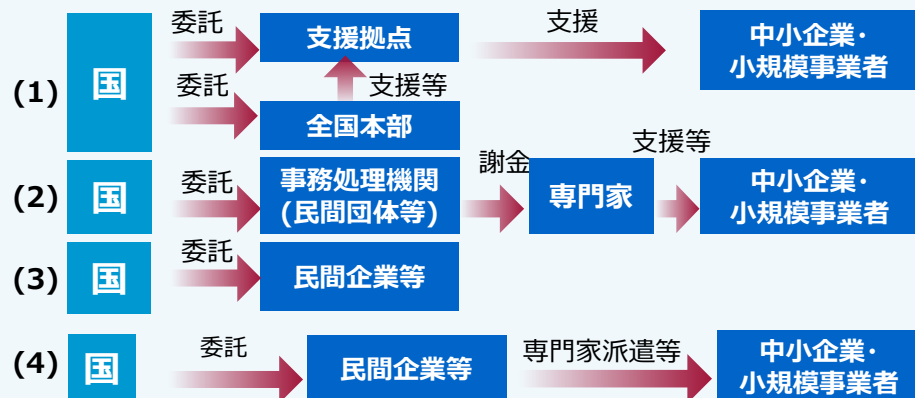 委託
支援拠点
支援
中小企業・
小規模事業者
(1)
国
委託
支援等
全国本部
(2)
国
委託
事務処理機関
(民間団体等)
謝金
専門家
支援等
中小企業・
小規模事業者
(3)
国
委託
民間企業等
(4)
国
委託
民間企業等
専門家派遣等
中小企業・
小規模事業者